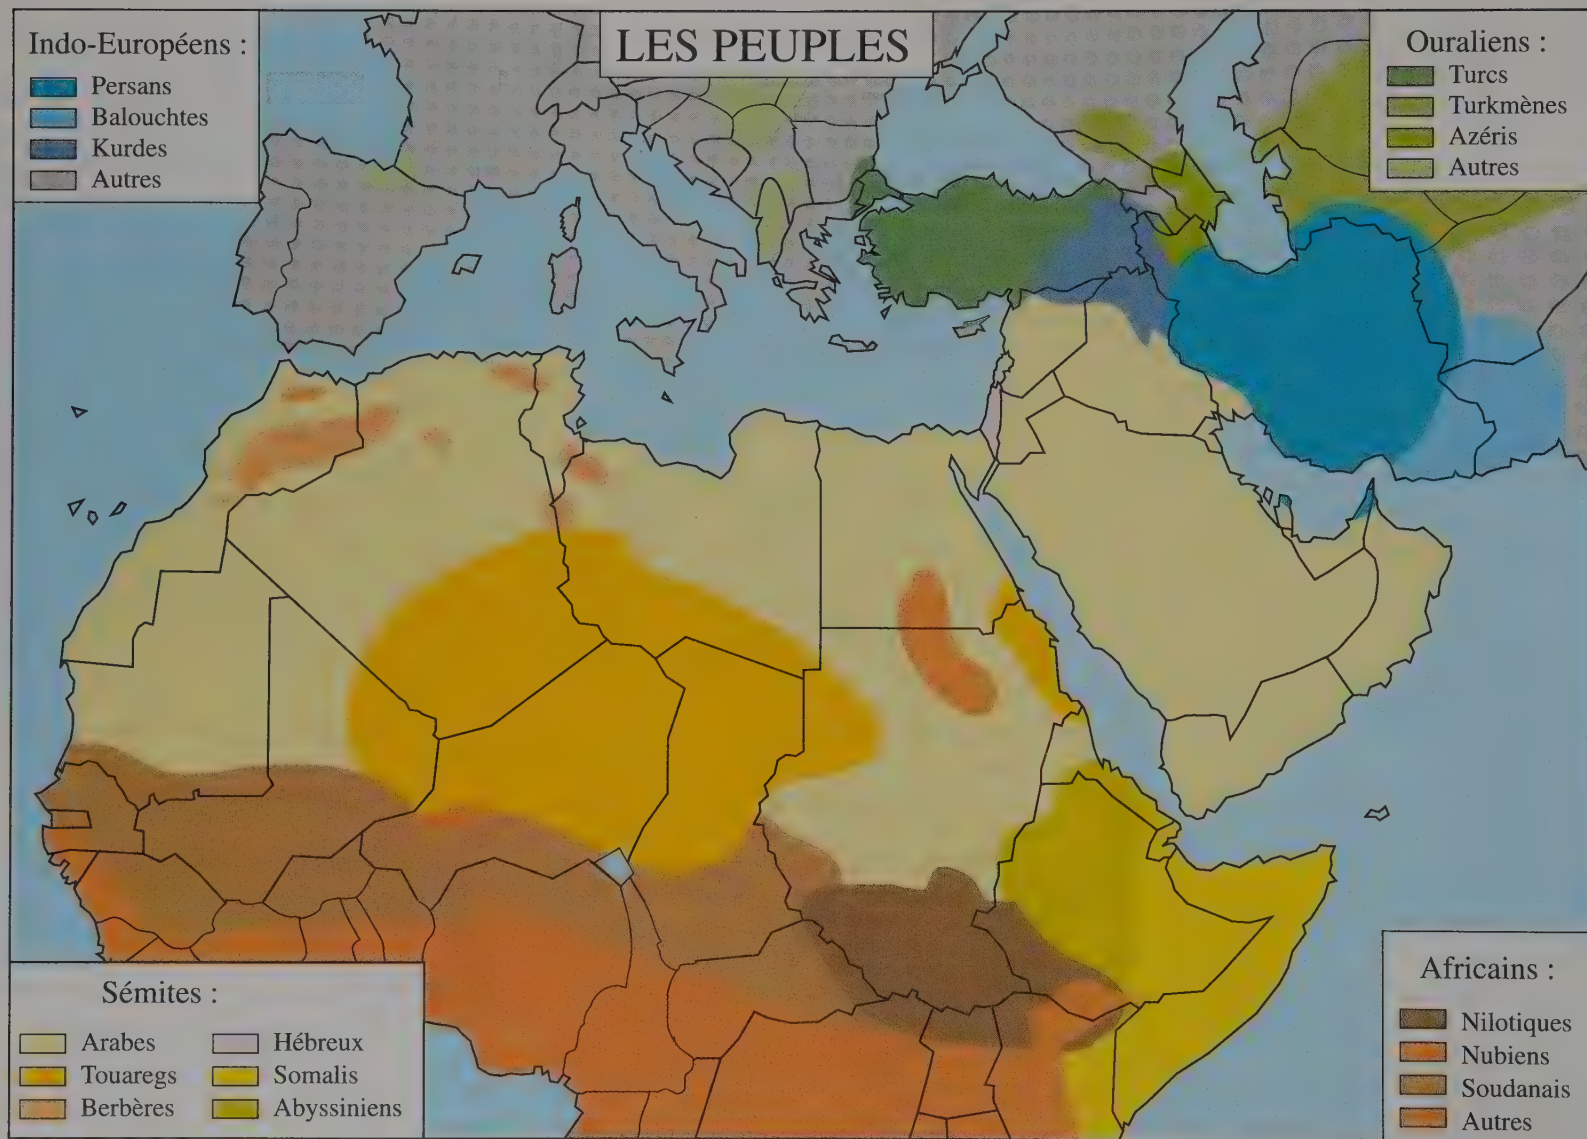 LES PEUPLES
Indo-Européens :
Persans
Balouchtes
Kurdes
Autres
Ouraliens :
Turcs
Turkmènes
Azéris
Autres
Sémites :
Arabes
Touaregs
Berbères
Hébreux
Somalis
Abyssiniens
Africains :
Nilotiques
Nubiens
Soudanais
Autres